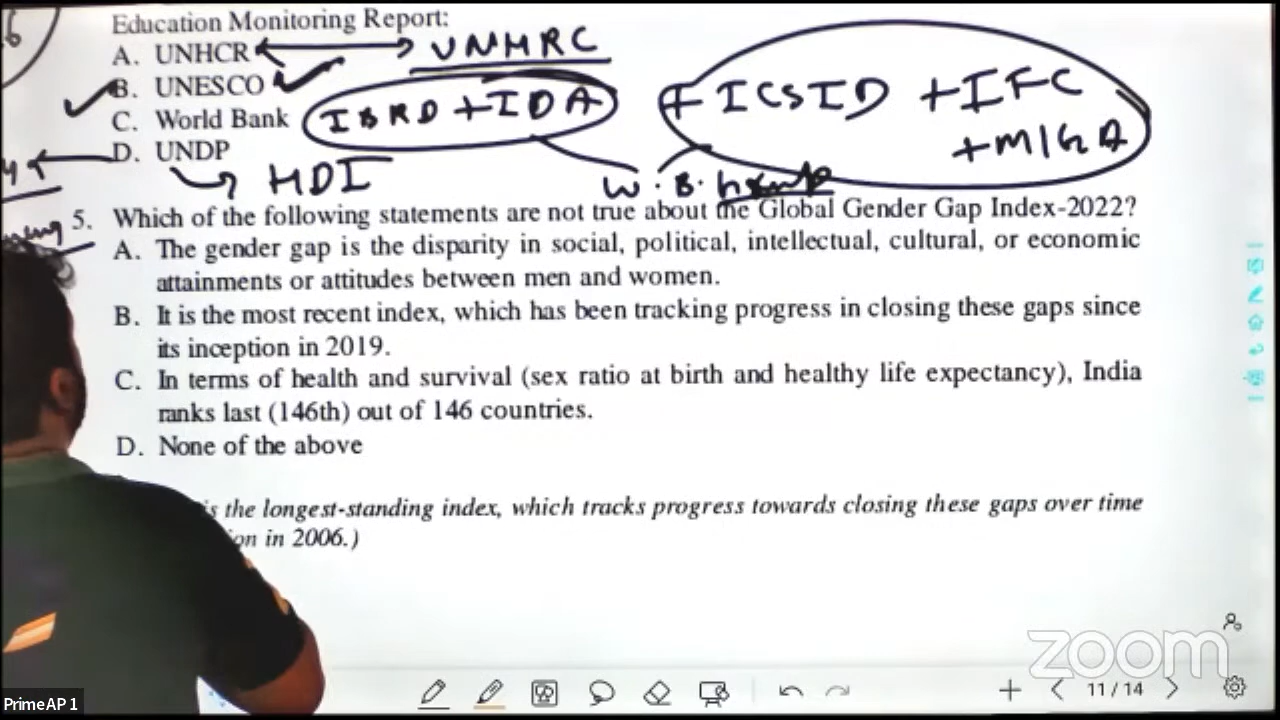 Education Monitoring Report:
A. UNHCR UNHRC
B. UNESCO
C. World Bank IBRD + IDA + ICSID + IFC
+ MIGA
D. UNDP
HDI W.B.
5. Which of the following statements are not true about the Global Gender Gap Index-2022?
A. The gender gap is the disparity in social, political, intellectual, cultural, or economic
attainments or attitudes between men and women.
B. It is the most recent index, which has been tracking progress in closing these gaps since
its inception in 2019.
C. In terms of health and survival (sex ratio at birth and healthy life expectancy), India
ranks last (146th) out of 146 countries.
D. None of the above
is the longest-standing index, which tracks progress towards closing these gaps over time
in 2006.)
zoom
11 / 14
PrimeAP 1